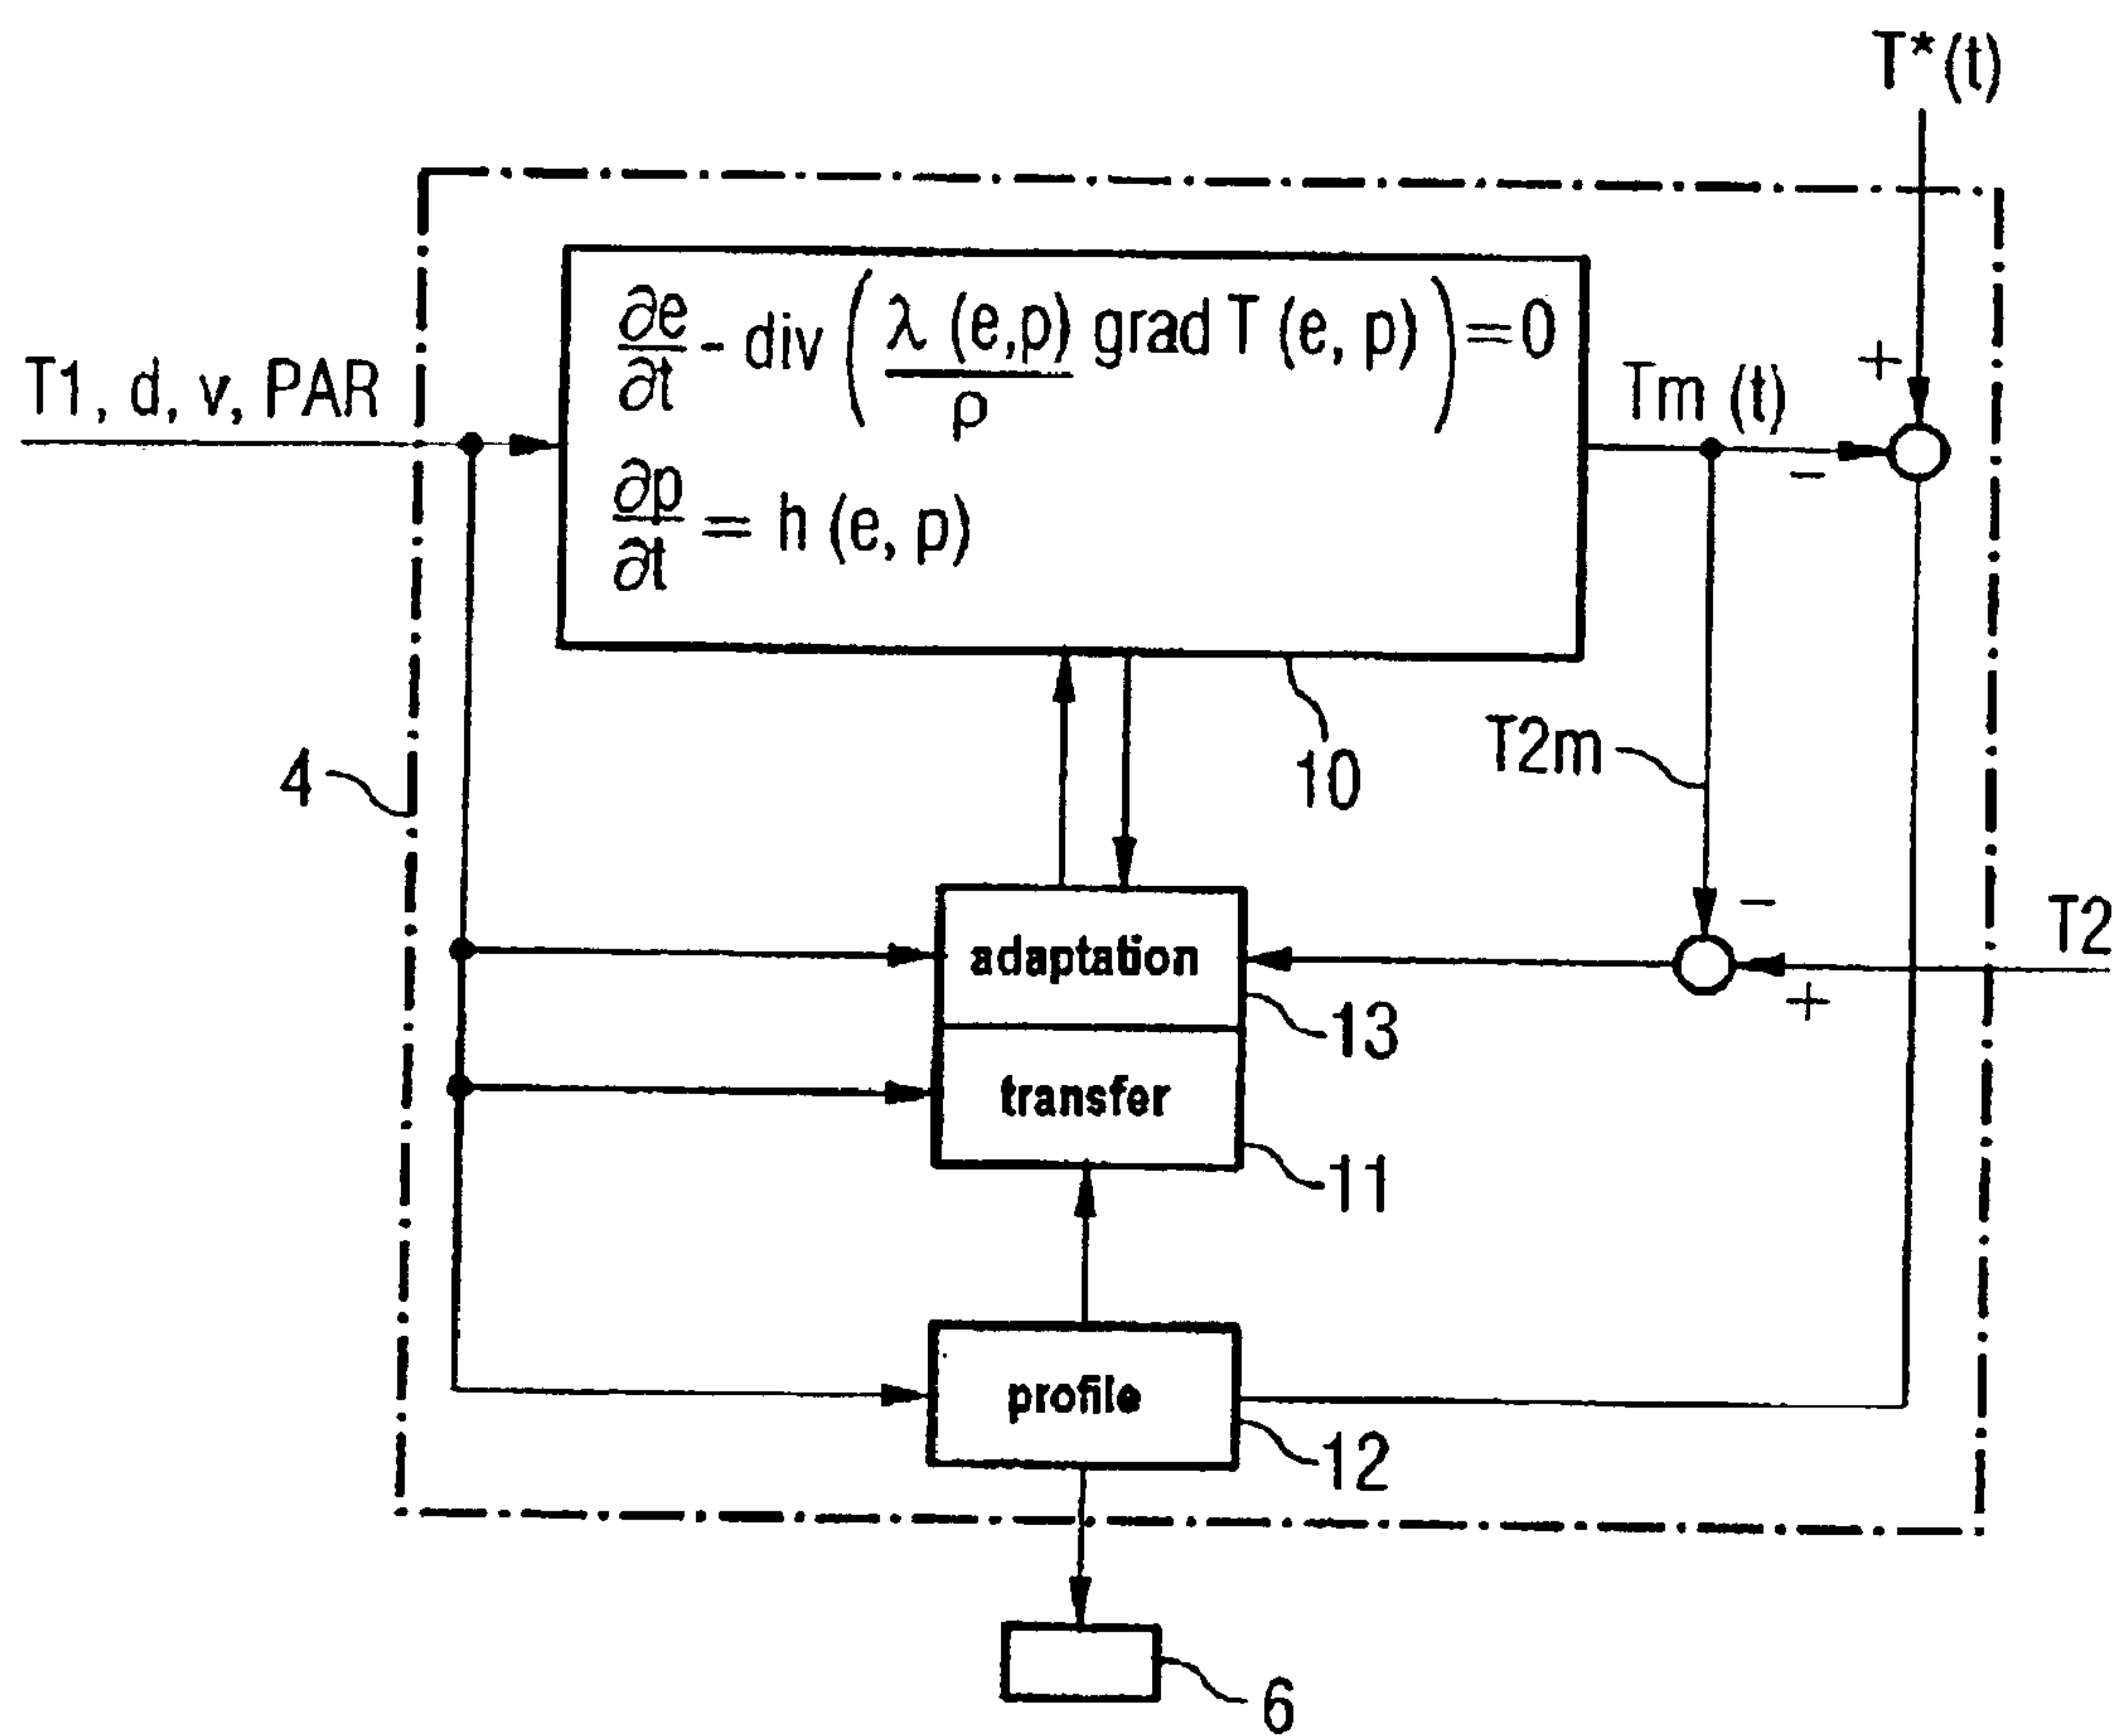 T*(t)
∂e/∂t - div ( λ (e,p)/ρ grad T (e, p) ) = 0
T1, d, v, PAR
Tm (t)
+
−
∂p/∂t = h (e, p)
4
10
T2m
−
T2
adaptation
+
13
transfer
11
profile
12
6